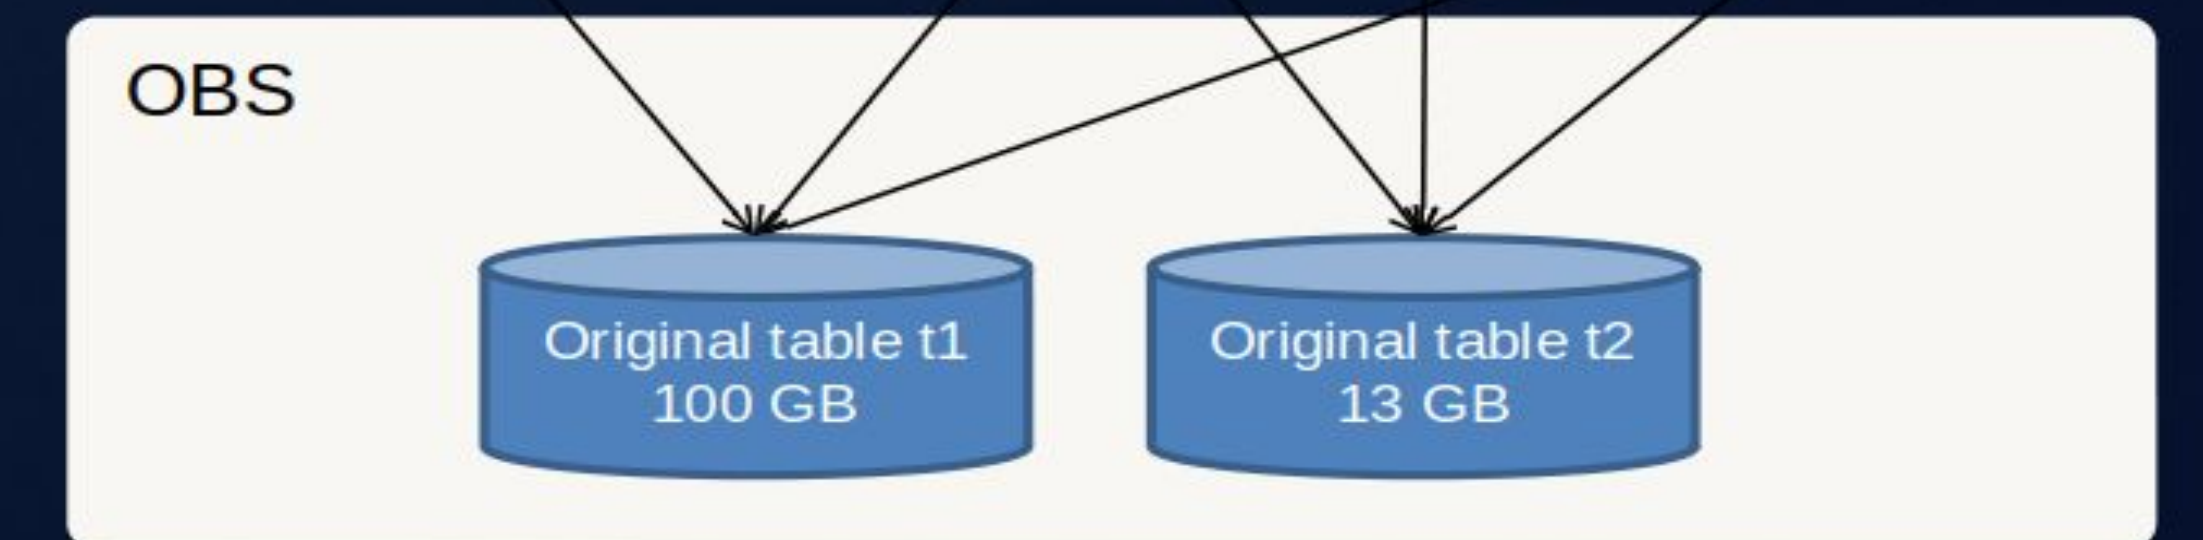 OBS
Original table t1
100 GB
Original table t2
13 GB